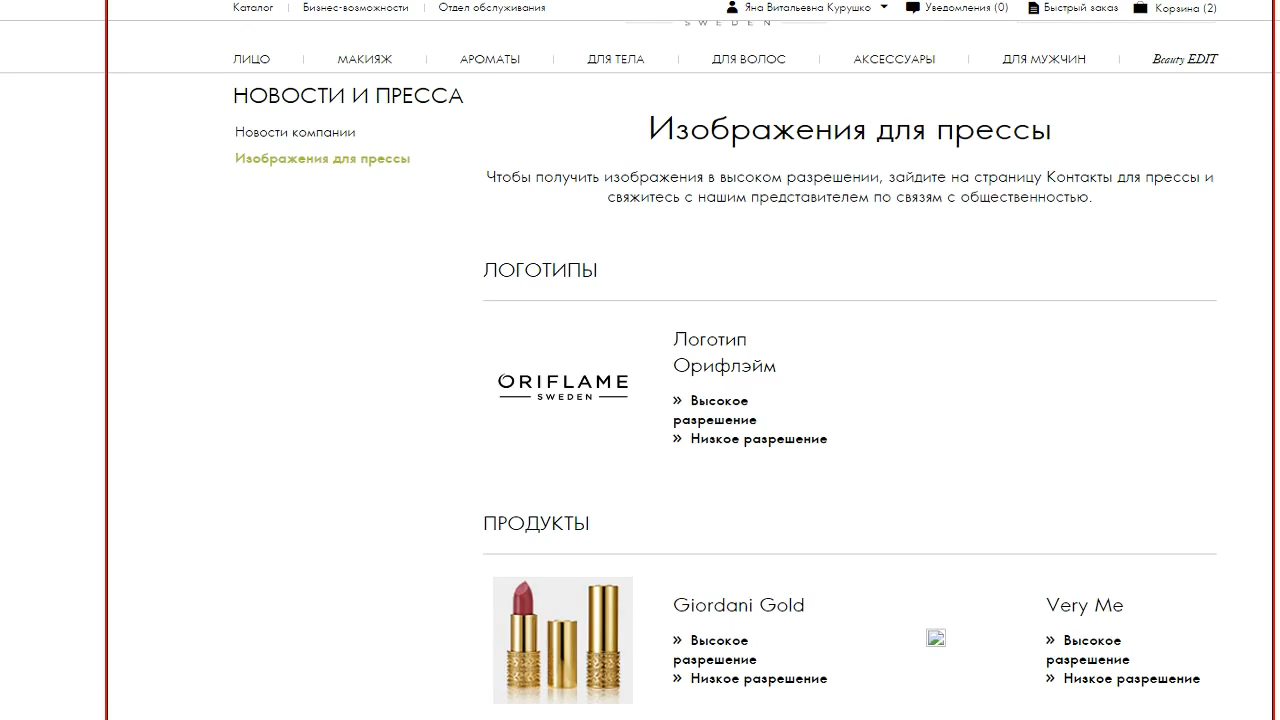 Каталог
Бизнес-возможности
Отдел обслуживания
Яна Витальевна Курушко
Уведомления (0)
Быстрый заказ
Корзина (2)
SWEDEN
ЛИЦО
МАКИЯЖ
АРОМАТЫ
ДЛЯ ТЕЛА
ДЛЯ ВОЛОС
АКСЕССУАРЫ
ДЛЯ МУЖЧИН
Beauty EDIT
НОВОСТИ И ПРЕССА
Новости компании
Изображения для прессы
Изображения для прессы
Чтобы получить изображения в высоком разрешении, зайдите на страницу Контакты для прессы и
свяжитесь с нашим представителем по связям с общественностью.
ЛОГОТИПЫ
ORIFLAME
SWEDEN
Логотип
Орифлэйм
» Высокое
разрешение
» Низкое разрешение
ПРОДУКТЫ
Giordani Gold
» Высокое
разрешение
» Низкое разрешение
Very Me
» Высокое
разрешение
» Низкое разрешение